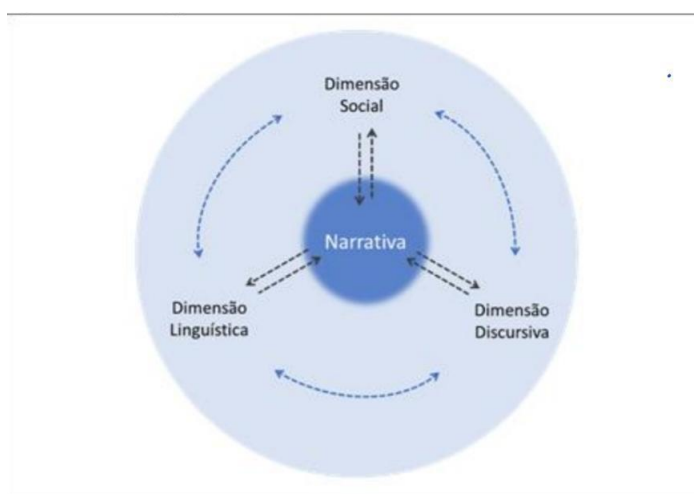 Dimensão
Social
Narrativa
Dimensão
Linguística
Dimensão
Discursiva